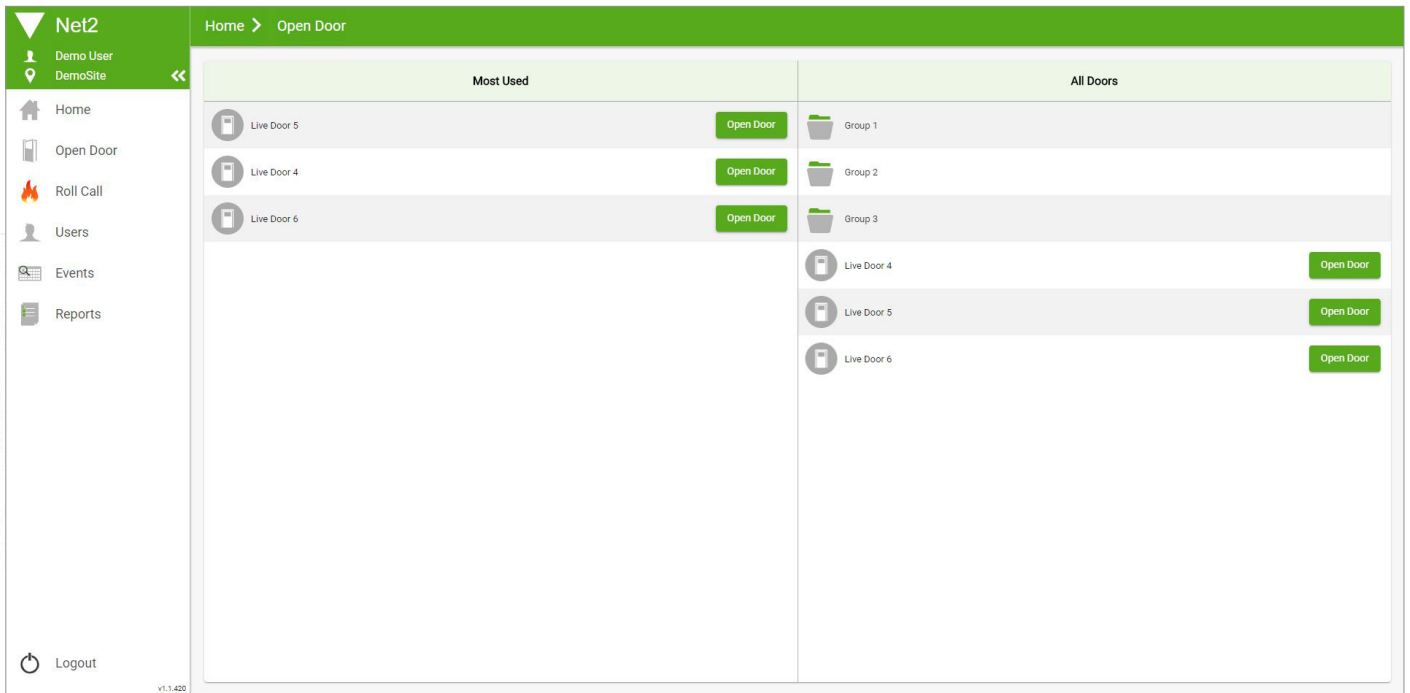 Net2
Demo User
DemoSite
Home
Open Door
Roll Call
Users
Events
Reports
Logout
v1.1.420
Home Open Door
Most Used
Live Door 5 Open Door
Live Door 4 Open Door
Live Door 6 Open Door
All Doors
Group 1
Group 2
Group 3
Live Door 4 Open Door
Live Door 5 Open Door
Live Door 6 Open Door